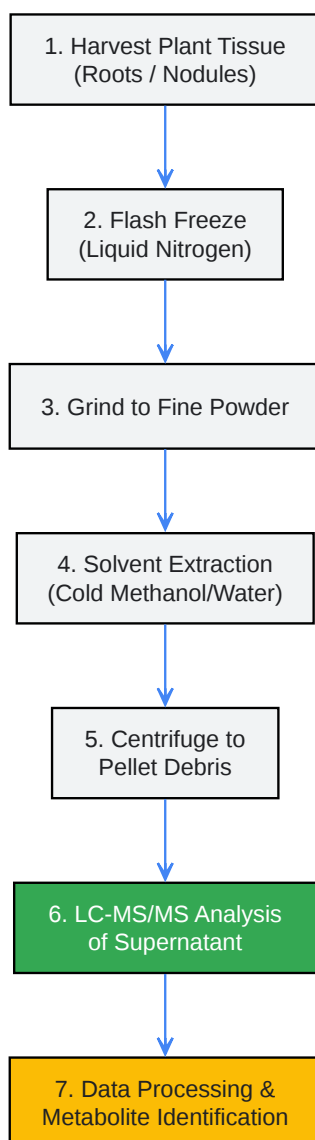 1. Harvest Plant Tissue
(Roots / Nodules)
2. Flash Freeze
(Liquid Nitrogen)
3. Grind to Fine Powder
4. Solvent Extraction
(Cold Methanol/Water)
5. Centrifuge to
Pellet Debris
6. LC-MS/MS Analysis
of Supernatant
7. Data Processing &
Metabolite Identification